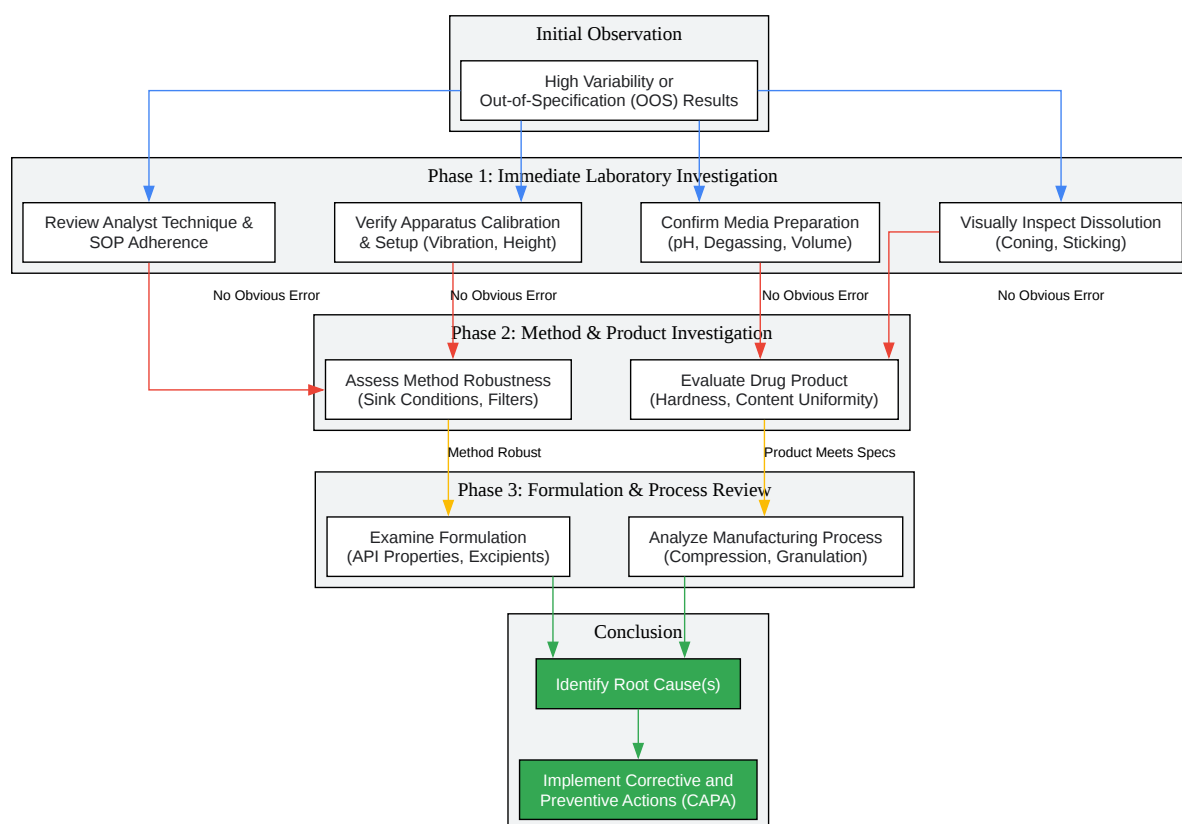 Initial Observation
High Variability or
Out-of-Specification (OOS) Results
Phase 1: Immediate Laboratory Investigation
Review Analyst Technique &
SOP Adherence
Verify Apparatus Calibration
& Setup (Vibration, Height)
Confirm Media Preparation
(pH, Degassing, Volume)
Visually Inspect Dissolution
(Coning, Sticking)
No Obvious Error
No Obvious Error
No Obvious Error
No Obvious Error
Phase 2: Method & Product Investigation
Assess Method Robustness
(Sink Conditions, Filters)
Evaluate Drug Product
(Hardness, Content Uniformity)
Method Robust
Product Meets Specs
Phase 3: Formulation & Process Review
Examine Formulation
(API Properties, Excipients)
Analyze Manufacturing Process
(Compression, Granulation)
Conclusion
Identify Root Cause(s)
Implement Corrective and
Preventive Actions (CAPA)